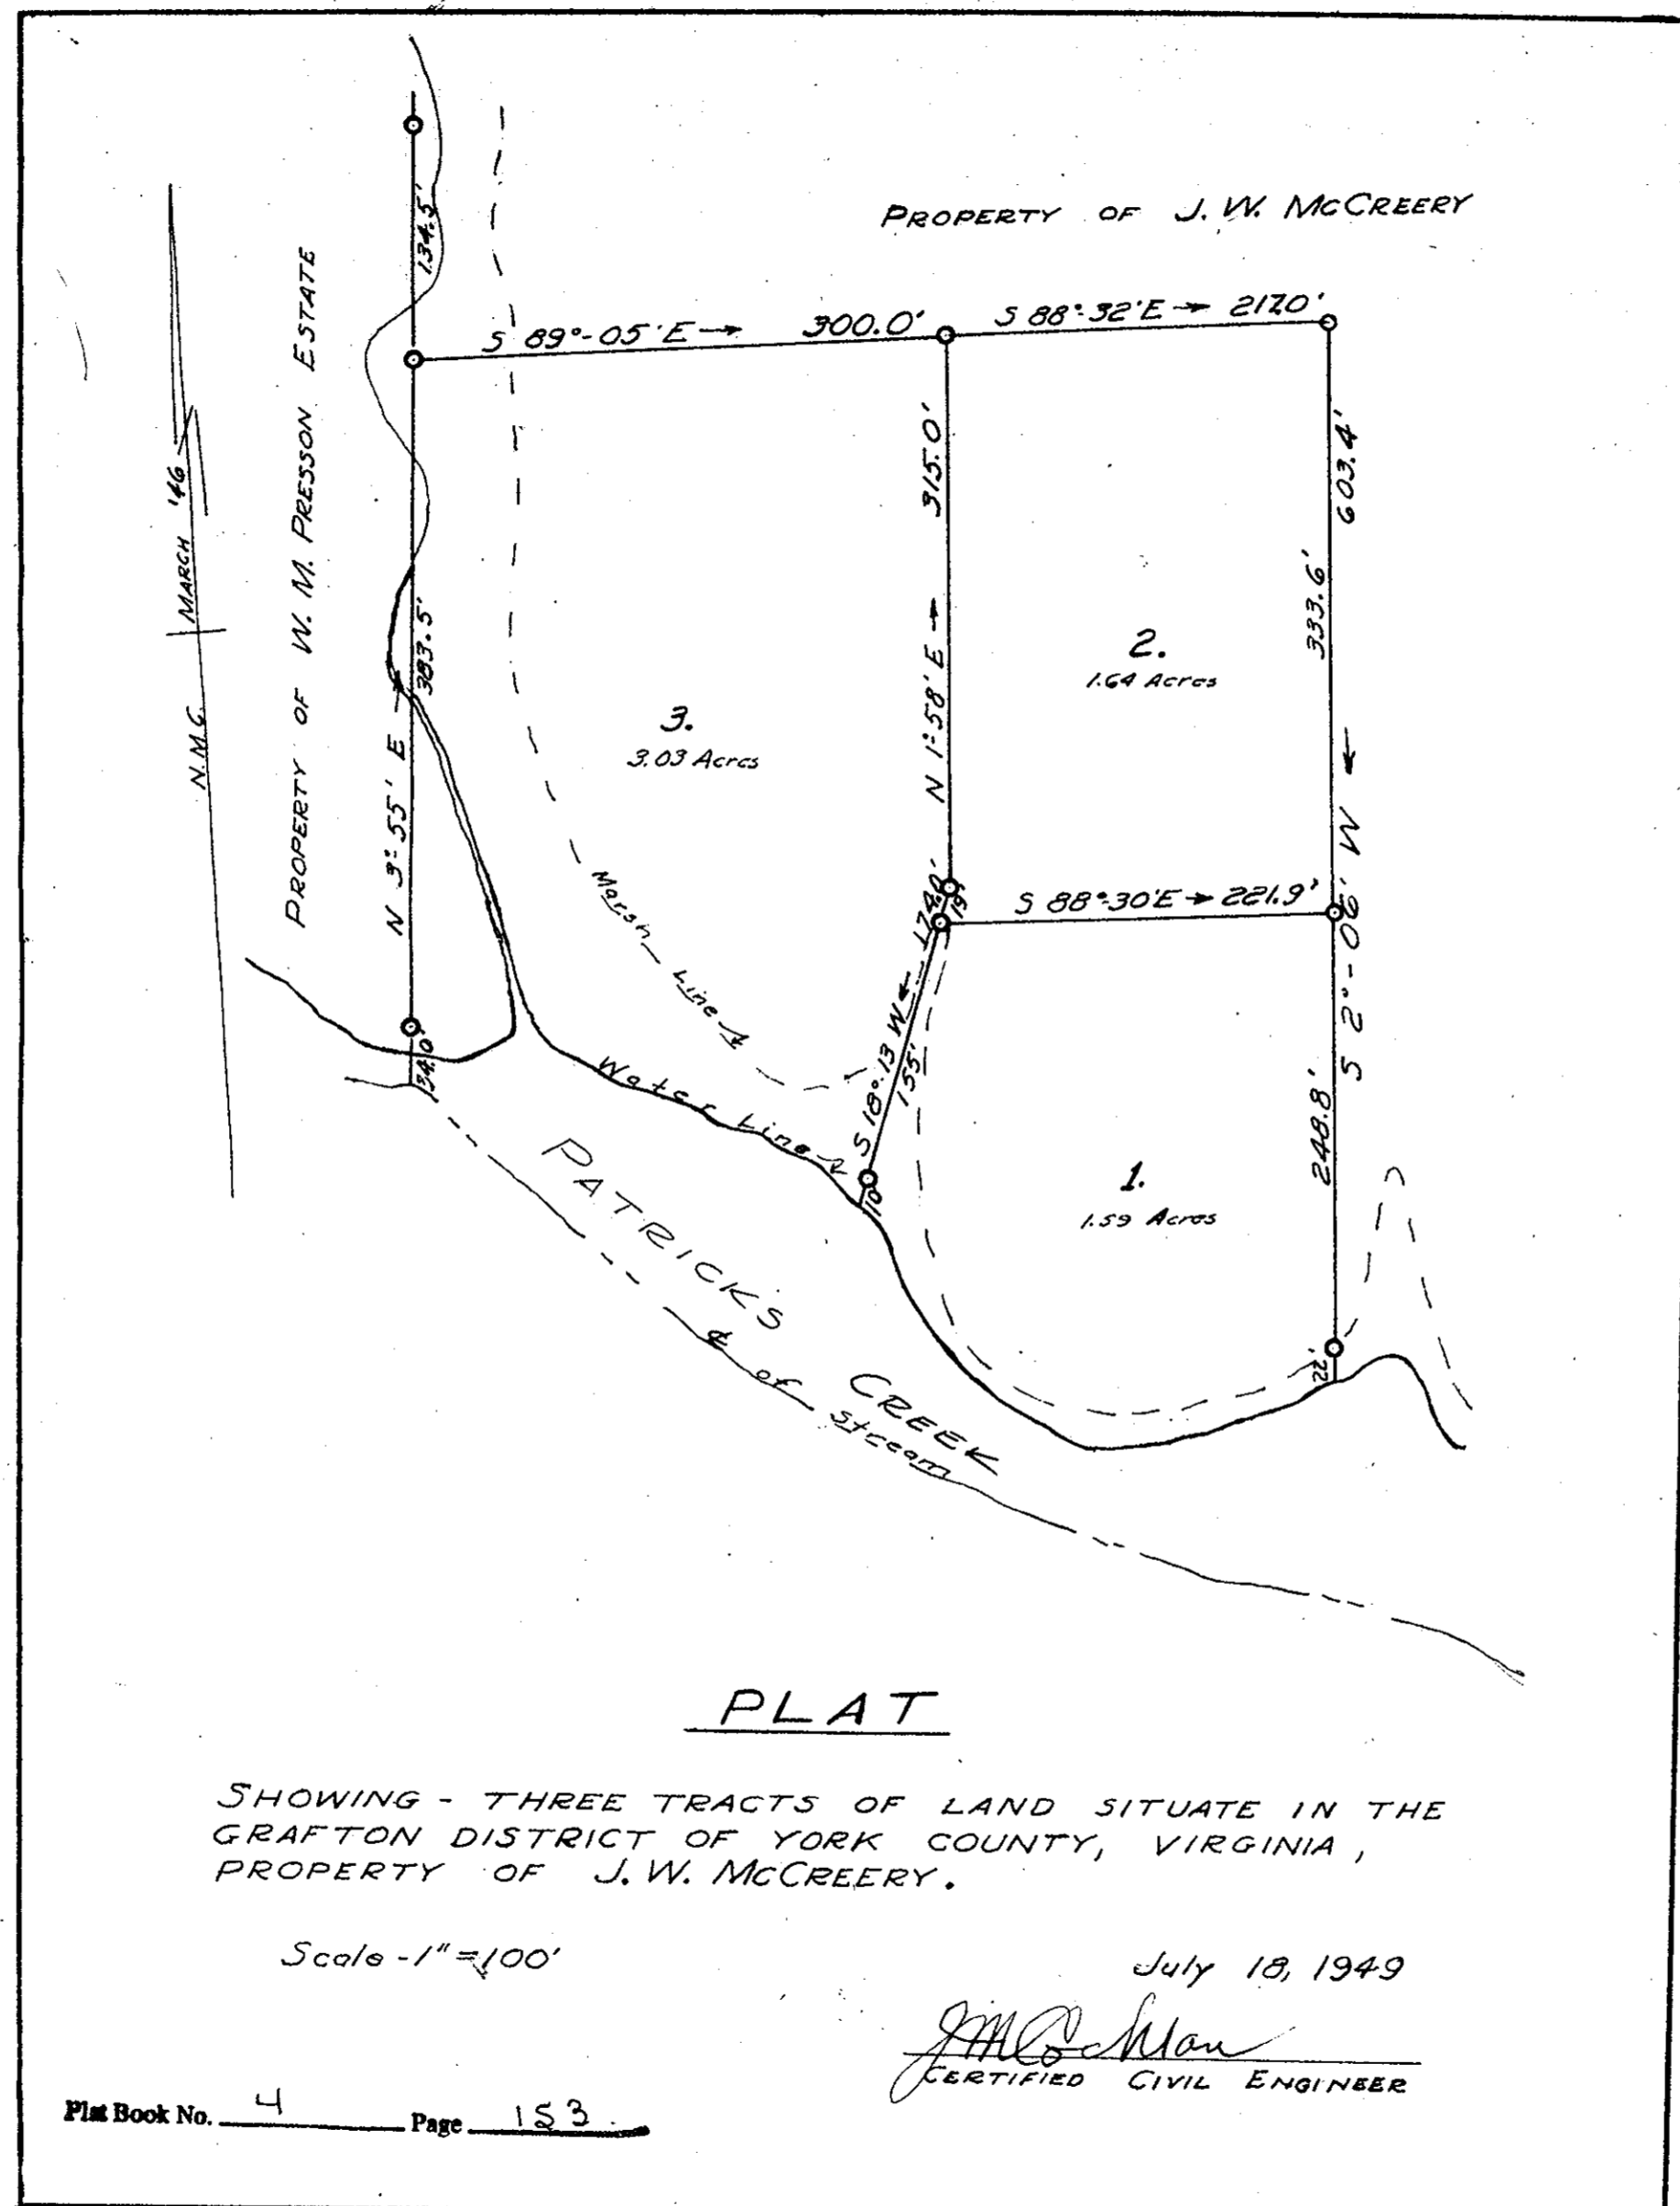 PROPERTY OF J. W. McCREERY
134.5'
S 89°-05' E → 300.0'
S 88°-32' E → 217.0'
PROPERTY OF W. M. PRESSON ESTATE
MARCH '46
N.M.G.
N 3°-55' E
383.5'
34.0'
3.
3.03 Acres
N 1°-58' E → 315.0'
2.
1.64 Acres
333.6'
603.4'
S 2°-06' W ←
S 88°-30' E → 221.9'
S 18°-13 W ← 174.0'
19'
155'
10'
1.
1.59 Acres
248.8'
22'
Marsh Line
Water Line
PATRICK'S CREEK
℄ of Stream
PLAT
SHOWING - THREE TRACTS OF LAND SITUATE IN THE
GRAFTON DISTRICT OF YORK COUNTY, VIRGINIA,
PROPERTY OF J. W. McCREERY.
Scale - 1" = 100'
July 18, 1949
CERTIFIED CIVIL ENGINEER
Plat Book No. 4 Page 153